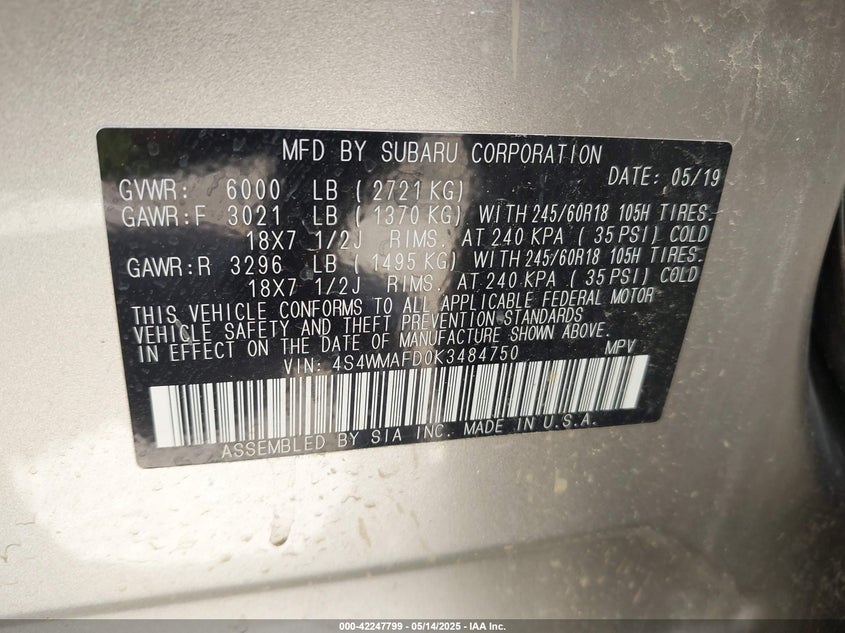 MFD BY SUBARU CORPORATION
DATE: 05/19
GVWR: 6000 LB ( 2721 KG)
GAWR:F 3021 LB ( 1370 KG) WITH 245/60R18 105H TIRES.
18X7 1/2J RIMS. AT 240 KPA ( 35 PSI) COLD
GAWR:R 3296 LB ( 1495 KG) WITH 245/60R18 105H TIRES.
18X7 1/2J RIMS. AT 240 KPA ( 35 PSI) COLD
THIS VEHICLE CONFORMS TO ALL APPLICABLE FEDERAL MOTOR
VEHICLE SAFETY AND THEFT PREVENTION STANDARDS
IN EFFECT ON THE DATE OF MANUFACTURE SHOWN ABOVE.
VIN: 4S4WMAFD0K3484750 MPV
ASSEMBLED BY SIA INC. MADE IN U.S.A.
000-42247799 - 05/14/2025 - IAA Inc.